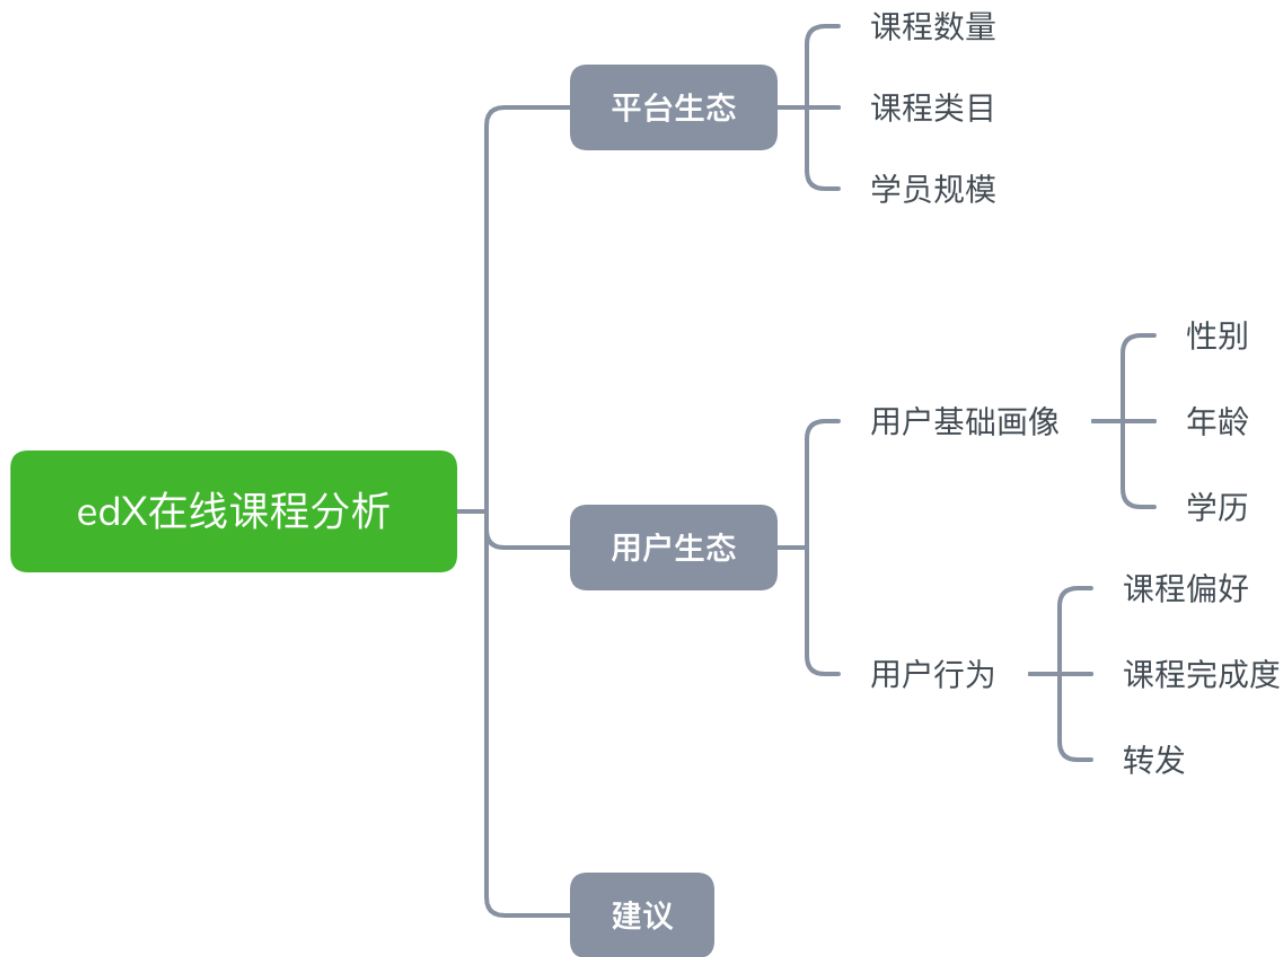 edX在线课程分析
平台生态
课程数量
课程类目
学员规模
用户生态
用户基础画像
性别
年龄
学历
用户行为
课程偏好
课程完成度
转发
建议